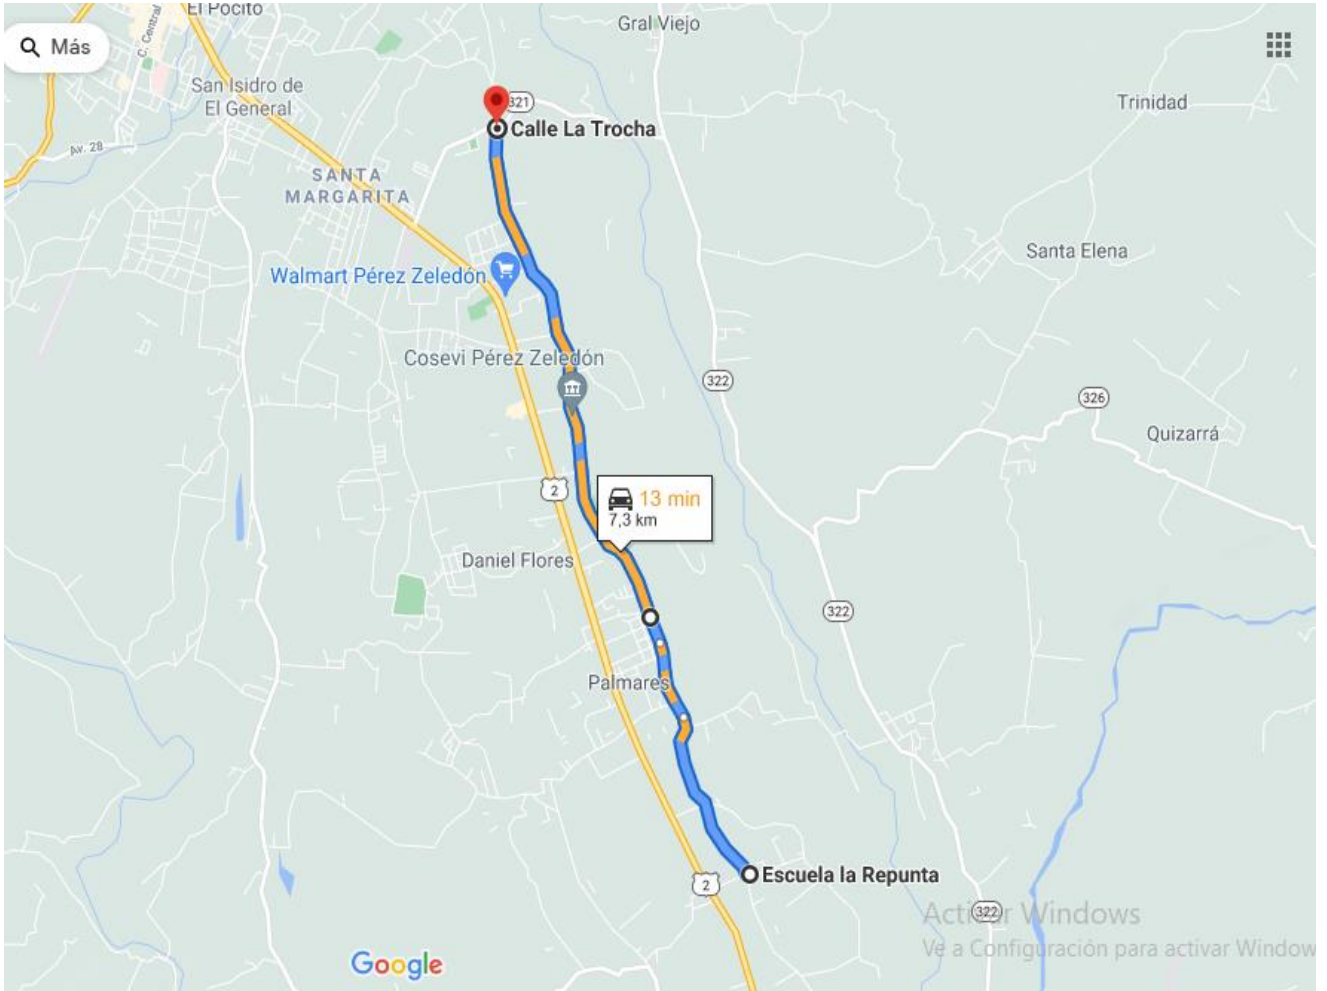 El Pocito
Gral Viejo
Más
C. Central
San Isidro de
El General
321
Trinidad
Calle La Trocha
Av. 28
SANTA
MARGARITA
Santa Elena
Walmart Pérez Zeledón
Cosevi Pérez Zeledón
322
326
Quizarrá
2
13 min
7,3 km
Daniel Flores
322
Palmares
Escuela la Repunta
2
322
Activar Windows
Ve a Configuración para activar Window
Google